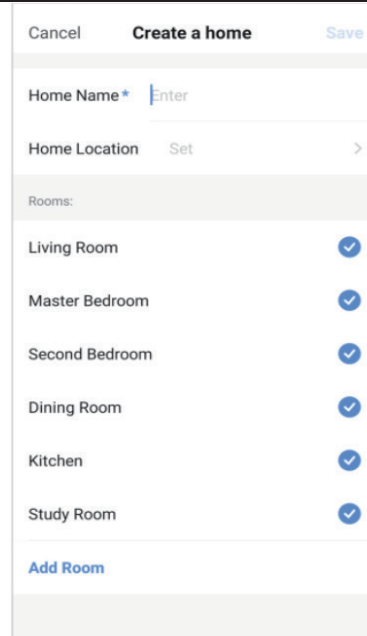 Cancel Create a home Save
Home Name* Enter
Home Location Set
Rooms:
Living Room
Master Bedroom
Second Bedroom
Dining Room
Kitchen
Study Room
Add Room